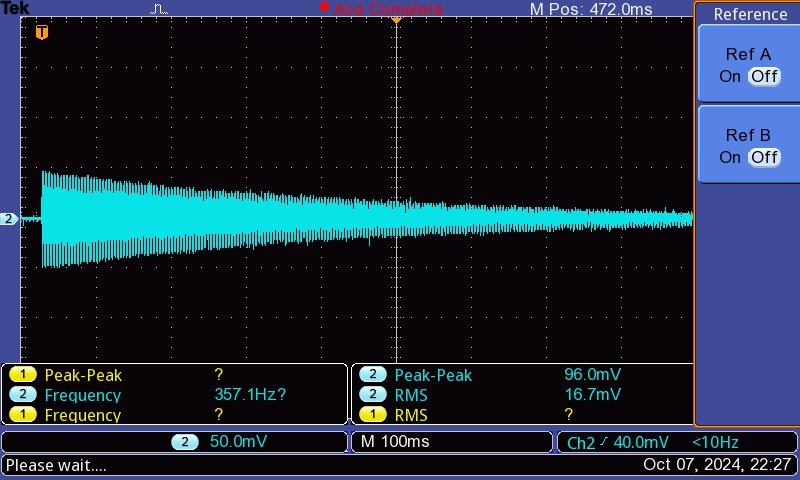 Tek Acq Complete M Pos: 472.0ms
Reference
T
Ref A
On Off
Ref B
On Off
2
1 Peak-Peak ? 2 Peak-Peak 96.0mV
2 Frequency 357.1Hz? 2 RMS 16.7mV
1 Frequency ? 1 RMS ?
2 50.0mV M 100ms Ch2 40.0mV <10Hz
Please wait.... Oct 07, 2024, 22:27